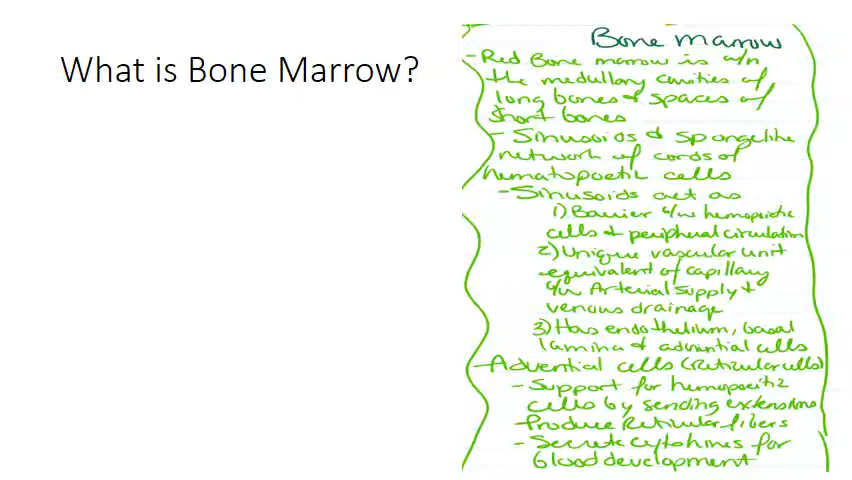 What is Bone Marrow?
Bone marrow
- Red Bone marrow is w/n
the medullary cavities of
long bones & spaces of
short bones
- Sinusoids & spongelike
network of cords of
hematopoetic cells
- Sinusoids act as
1) Barrier b/w hemopoietic
cells & peripheral circulation
2) Unique vascular unit
equivalent of capillary
b/w Arterial supply &
venous drainage
3) Has endothelium, basal
lamina & advential cells
- Advential cells (reticular cells)
- Support for hemopoeitic
cells by sending extensions
- Produce Reticular fibers
- Secrete cytokines for
blood development